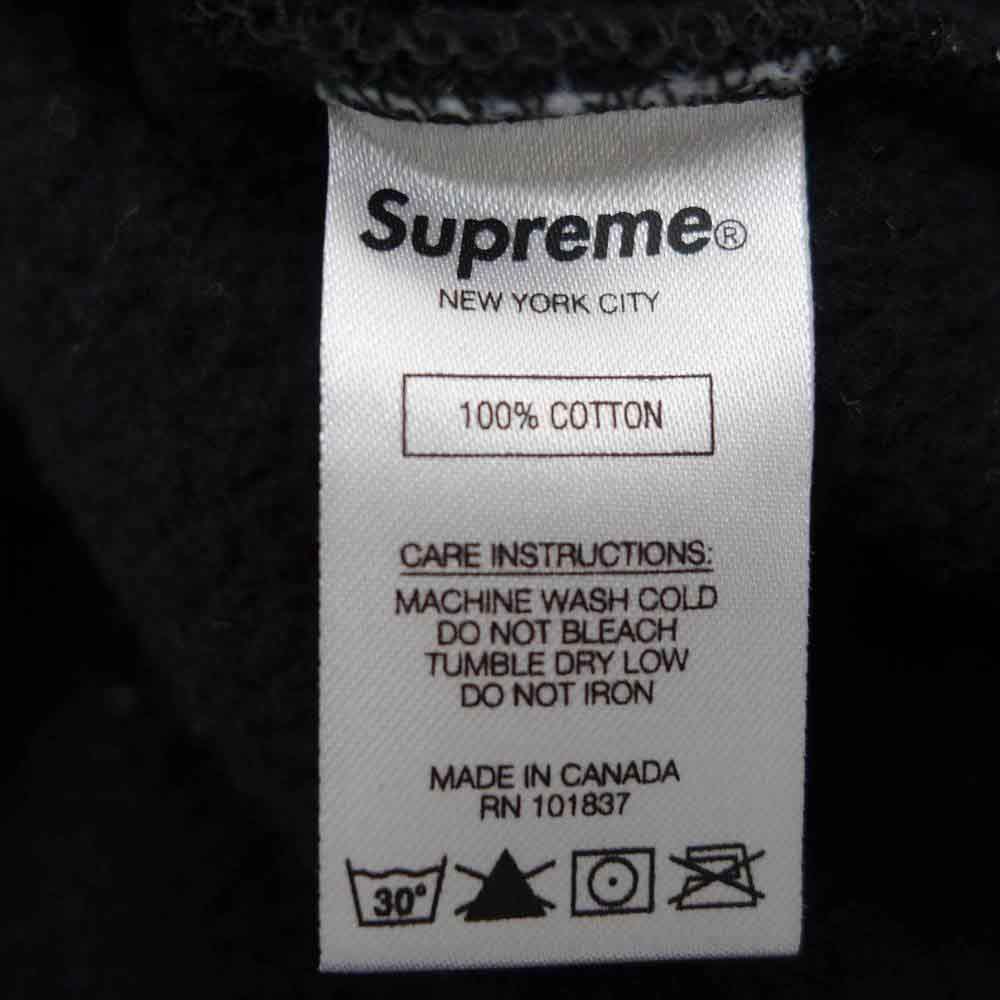 Supreme®
NEW YORK CITY
100% COTTON
CARE INSTRUCTIONS:
MACHINE WASH COLD
DO NOT BLEACH
TUMBLE DRY LOW
DO NOT IRON
MADE IN CANADA
RN 101837
30°